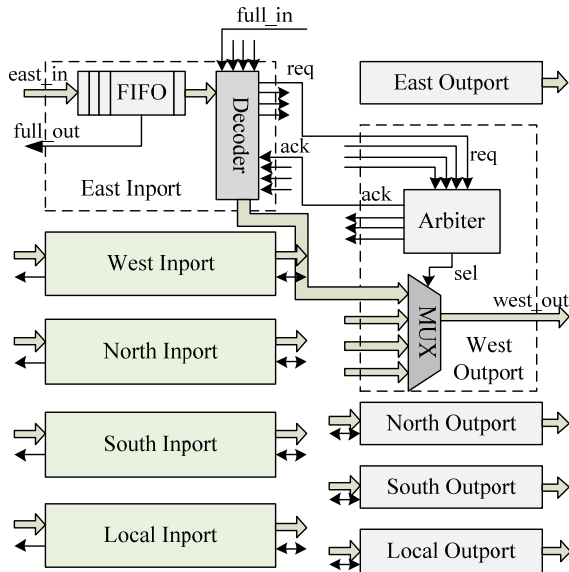 full_in
east_in
FIFO
req
East Outport
full_out
Decoder
ack
req
East Inport
ack
Arbiter
West Inport
sel
west_out
MUX
West
Outport
North Inport
North Outport
South Inport
South Outport
Local Inport
Local Outport